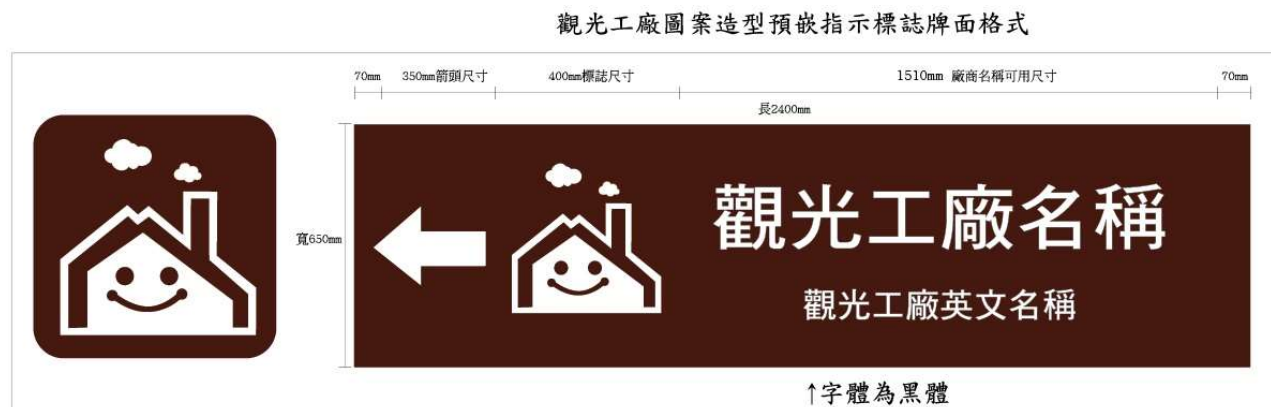 觀光工廠圖案造型預嵌指示標誌牌面格式
70mm 350mm箭頭尺寸 400mm標誌尺寸 1510mm 廠商名稱可用尺寸 70mm
長2400mm
寬650mm
觀光工廠名稱
觀光工廠英文名稱
↑字體為黑體